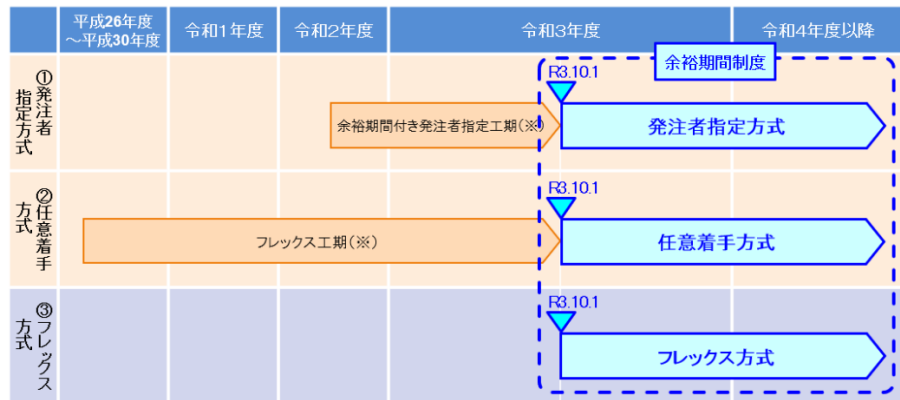 平成26年度
～平成30年度
令和1年度
令和2年度
令和3年度
令和4年度以降
余裕期間制度
①発注者
指定方式
R3.10.1
余裕期間付き発注者指定工期(※)
発注者指定方式
②任意着手
方式
R3.10.1
フレックス工期(※)
任意着手方式
③フレックス
方式
R3.10.1
フレックス方式